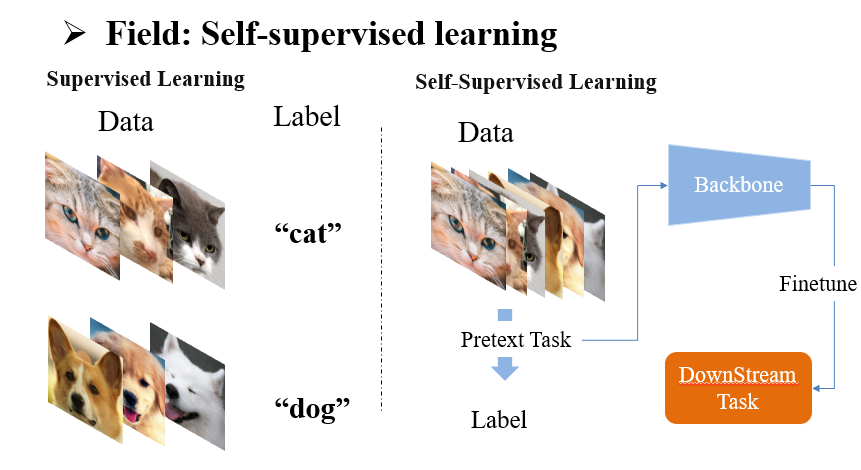 ➢ Field: Self-supervised learning
Supervised Learning
Data
Label
“cat”
“dog”
Self-Supervised Learning
Data
Pretext Task
Label
Backbone
Finetune
DownStream
Task